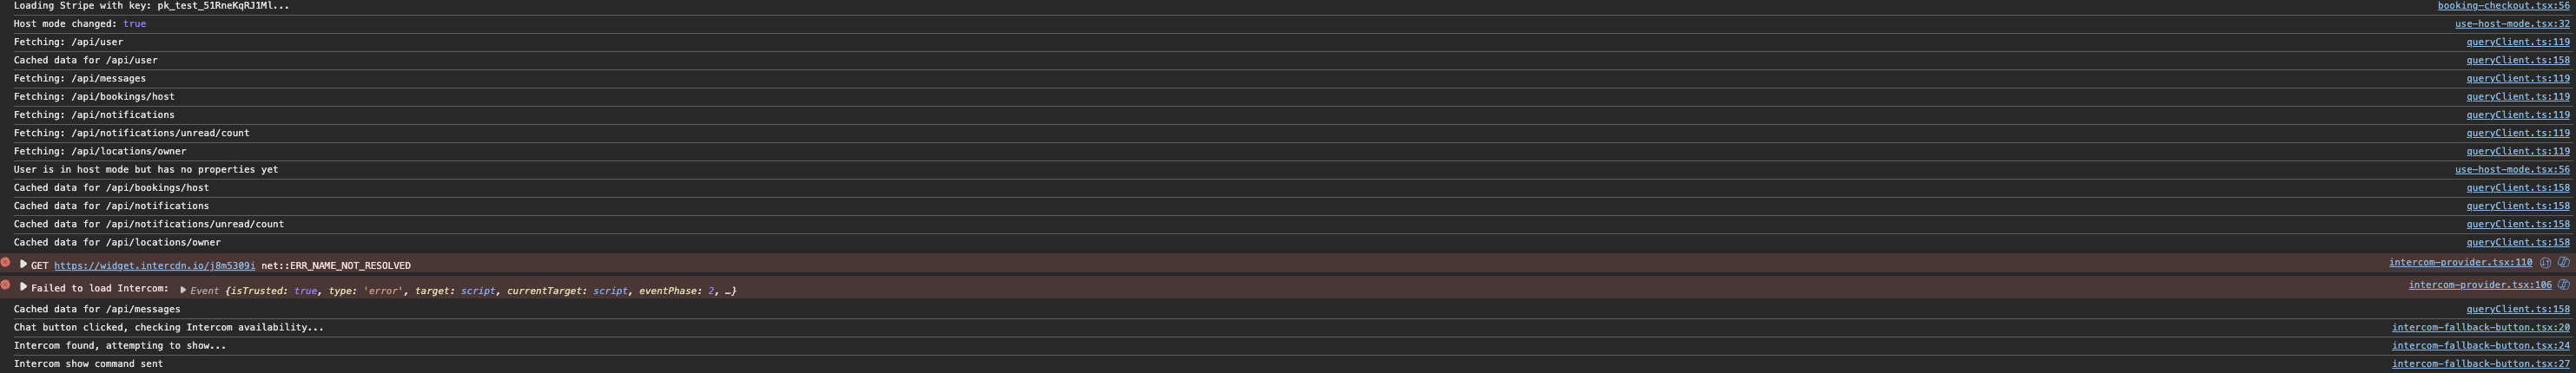 Loading Stripe with key: pk_test_51RneKqRJ1Ml... booking-checkout.tsx:56
Host mode changed: true use-host-mode.tsx:32
Fetching: /api/user queryClient.ts:119
Cached data for /api/user queryClient.ts:158
Fetching: /api/messages queryClient.ts:119
Fetching: /api/bookings/host queryClient.ts:119
Fetching: /api/notifications queryClient.ts:119
Fetching: /api/notifications/unread/count queryClient.ts:119
Fetching: /api/locations/owner queryClient.ts:119
User is in host mode but has no properties yet use-host-mode.tsx:56
Cached data for /api/bookings/host queryClient.ts:158
Cached data for /api/notifications queryClient.ts:158
Cached data for /api/notifications/unread/count queryClient.ts:158
Cached data for /api/locations/owner queryClient.ts:158
GET https://widget.intercdn.io/j8m5309i net::ERR_NAME_NOT_RESOLVED intercom-provider.tsx:110
Failed to load Intercom: Event {isTrusted: true, type: 'error', target: script, currentTarget: script, eventPhase: 2, …} intercom-provider.tsx:106
Cached data for /api/messages queryClient.ts:158
Chat button clicked, checking Intercom availability... intercom-fallback-button.tsx:20
Intercom found, attempting to show... intercom-fallback-button.tsx:24
Intercom show command sent intercom-fallback-button.tsx:27